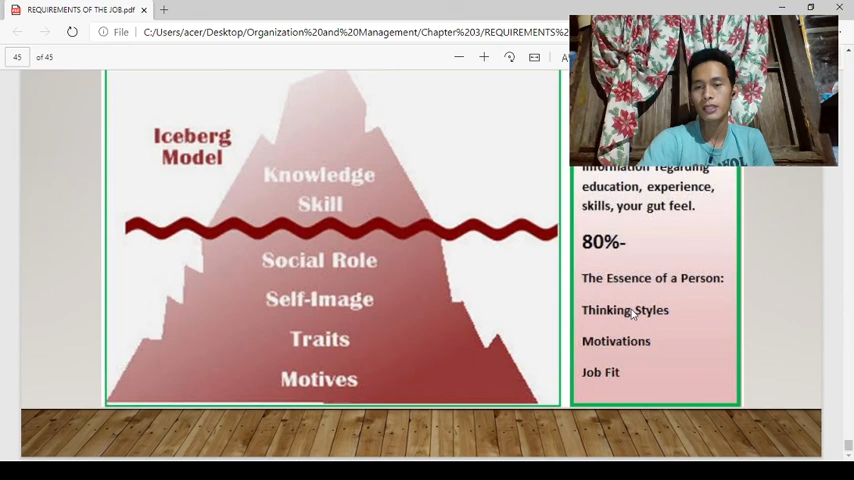 REQUIREMENTS OF THE JOB.pdf
File
C:/Users/acer/Desktop/Organization%20and%20Management/Chapter%203/REQUIREMENTS%2
45 of 45
Iceberg
Model
Knowledge
Skill
Social Role
Self-Image
Traits
Motives
information regarding
education, experience,
skills, your gut feel.
80%-
The Essence of a Person:
Thinking Styles
Motivations
Job Fit